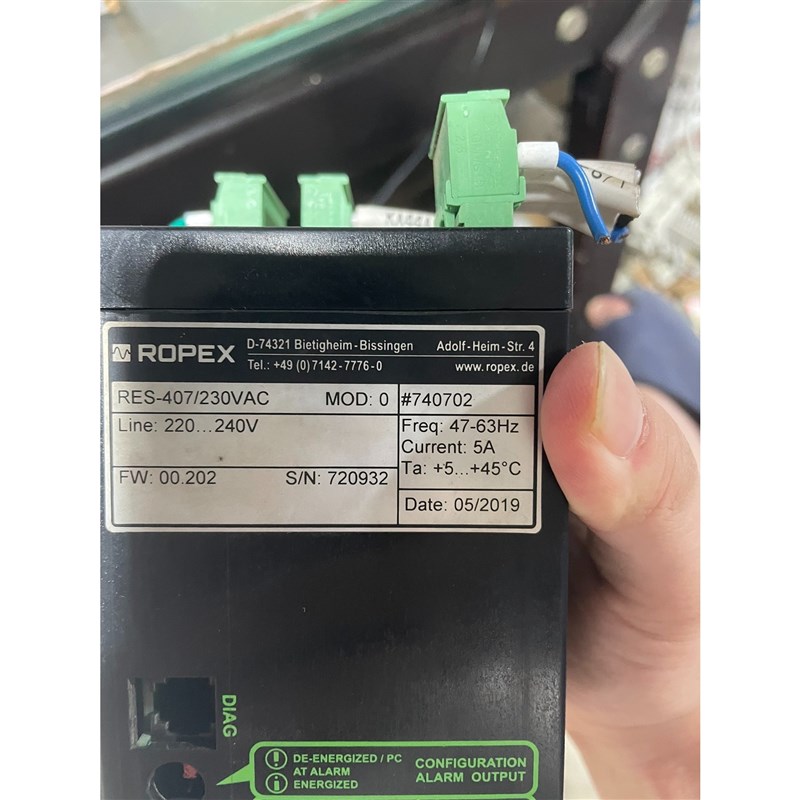 ROPEX
D-74321 Bietigheim-Bissingen Adolf-Heim-Str. 4
Tel.: +49 (0)7142-7776-0 www.ropex.de
RES-407/230VAC MOD: 0 #740702
Line: 220...240V
Freq: 47-63Hz
Current: 5A
Ta: +5...+45°C
FW: 00.202 S/N: 720932
Date: 05/2019
DIAG
DE-ENERGIZED / PC
AT ALARM
ENERGIZED
CONFIGURATION
ALARM OUTPUT